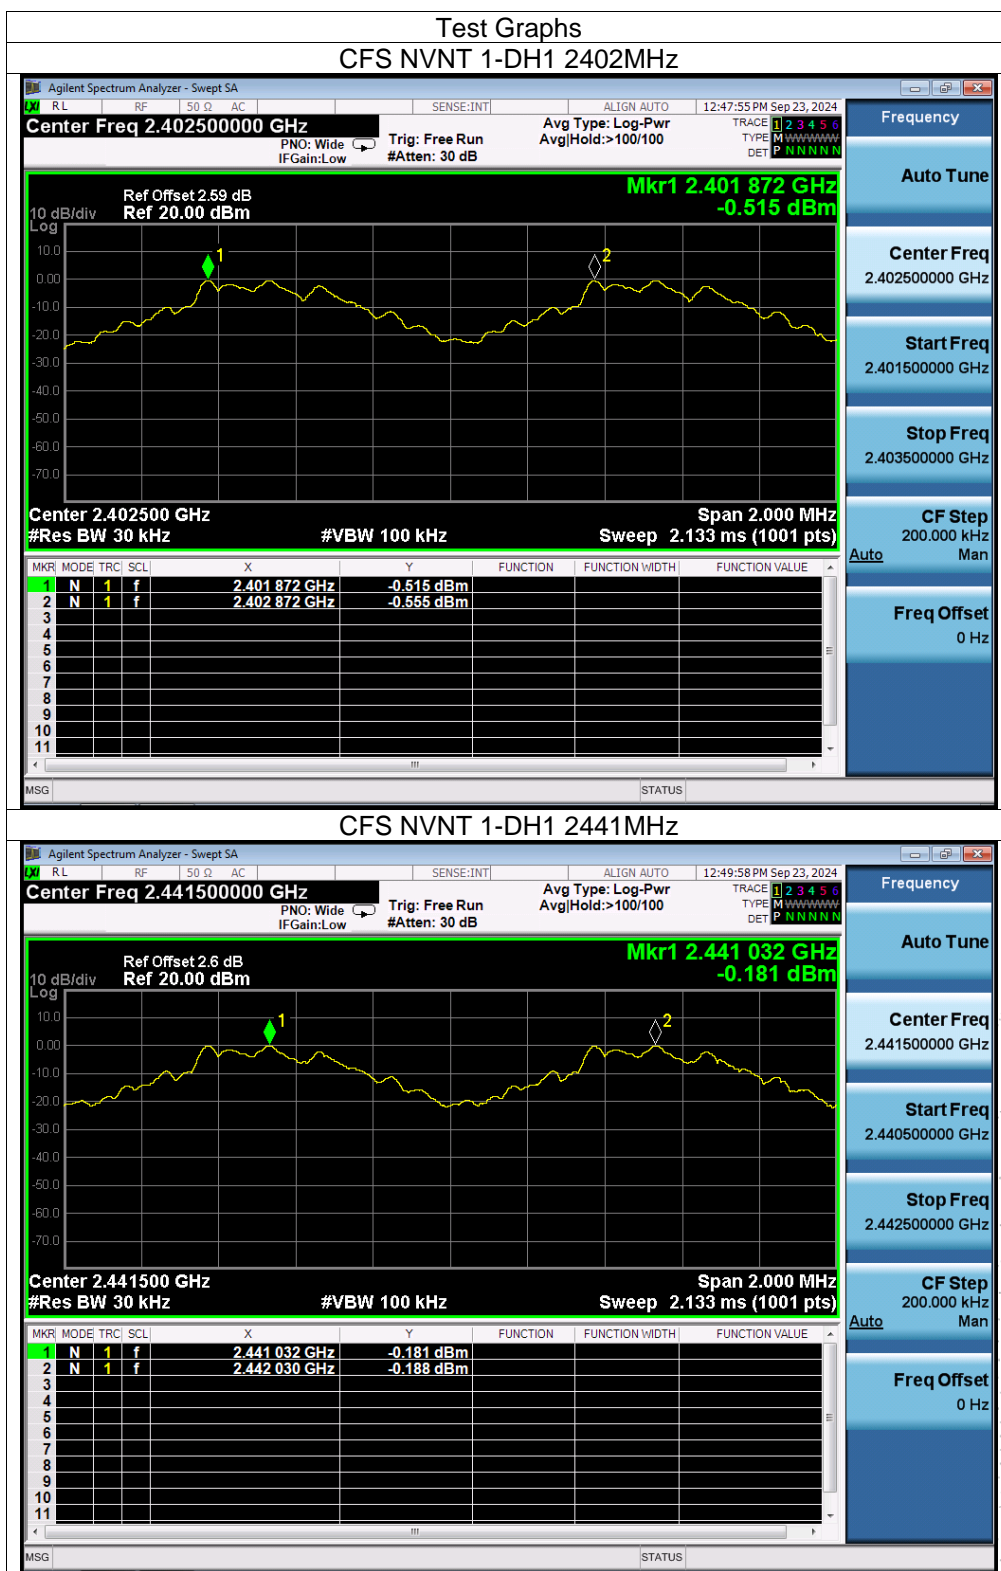 Test Graphs
CFS NVNT 1-DH1 2402MHz
Agilent Spectrum Analyzer - Swept SA
LXI RL RF 50 Ω AC SENSE:INT ALIGN AUTO 12:47:55 PM Sep 23, 2024
Center Freq 2.402500000 GHz Avg Type: Log-Pwr TRACE 1 2 3 4 5 6
PNO: Wide Trig: Free Run Avg|Hold:>100/100 TYPE M WWWWW
IFGain:Low #Atten: 30 dB DET P N N N N N
Frequency
Auto Tune
Mkr1 2.401 872 GHz
Ref Offset 2.59 dB
10 dB/div Ref 20.00 dBm -0.515 dBm
Log
10.0
0.00
-10.0
-20.0
-30.0
-40.0
-50.0
-60.0
-70.0
1
2
Center Freq
2.402500000 GHz
Start Freq
2.401500000 GHz
Stop Freq
2.403500000 GHz
Center 2.402500 GHz Span 2.000 MHz
#Res BW 30 kHz #VBW 100 kHz Sweep 2.133 ms (1001 pts)
CF Step
200.000 kHz
Auto Man
MKR MODE TRC SCL X Y FUNCTION FUNCTION WIDTH FUNCTION VALUE
1 N 1 f 2.401 872 GHz -0.515 dBm
2 N 1 f 2.402 872 GHz -0.555 dBm
3
4
5
6
7
8
9
10
11
Freq Offset
0 Hz
MSG STATUS
CFS NVNT 1-DH1 2441MHz
Agilent Spectrum Analyzer - Swept SA
LXI RL RF 50 Ω AC SENSE:INT ALIGN AUTO 12:49:58 PM Sep 23, 2024
Center Freq 2.441500000 GHz Avg Type: Log-Pwr TRACE 1 2 3 4 5 6
PNO: Wide Trig: Free Run Avg|Hold:>100/100 TYPE M WWWWW
IFGain:Low #Atten: 30 dB DET P N N N N N
Frequency
Auto Tune
Mkr1 2.441 032 GHz
Ref Offset 2.6 dB
10 dB/div Ref 20.00 dBm -0.181 dBm
Log
10.0
0.00
-10.0
-20.0
-30.0
-40.0
-50.0
-60.0
-70.0
1
2
Center Freq
2.441500000 GHz
Start Freq
2.440500000 GHz
Stop Freq
2.442500000 GHz
Center 2.441500 GHz Span 2.000 MHz
#Res BW 30 kHz #VBW 100 kHz Sweep 2.133 ms (1001 pts)
CF Step
200.000 kHz
Auto Man
MKR MODE TRC SCL X Y FUNCTION FUNCTION WIDTH FUNCTION VALUE
1 N 1 f 2.441 032 GHz -0.181 dBm
2 N 1 f 2.442 030 GHz -0.188 dBm
3
4
5
6
7
8
9
10
11
Freq Offset
0 Hz
MSG STATUS